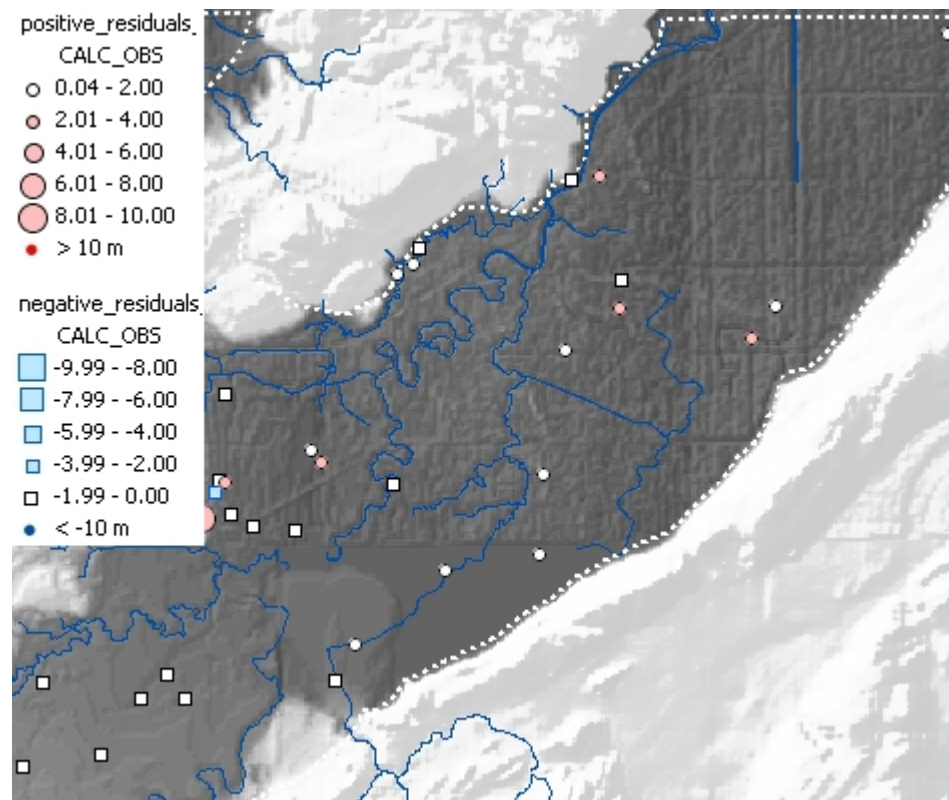 positive_residuals_
CALC_OBS
0.04 - 2.00
2.01 - 4.00
4.01 - 6.00
6.01 - 8.00
8.01 - 10.00
> 10 m
negative_residuals_
CALC_OBS
-9.99 - -8.00
-7.99 - -6.00
-5.99 - -4.00
-3.99 - -2.00
-1.99 - 0.00
< -10 m